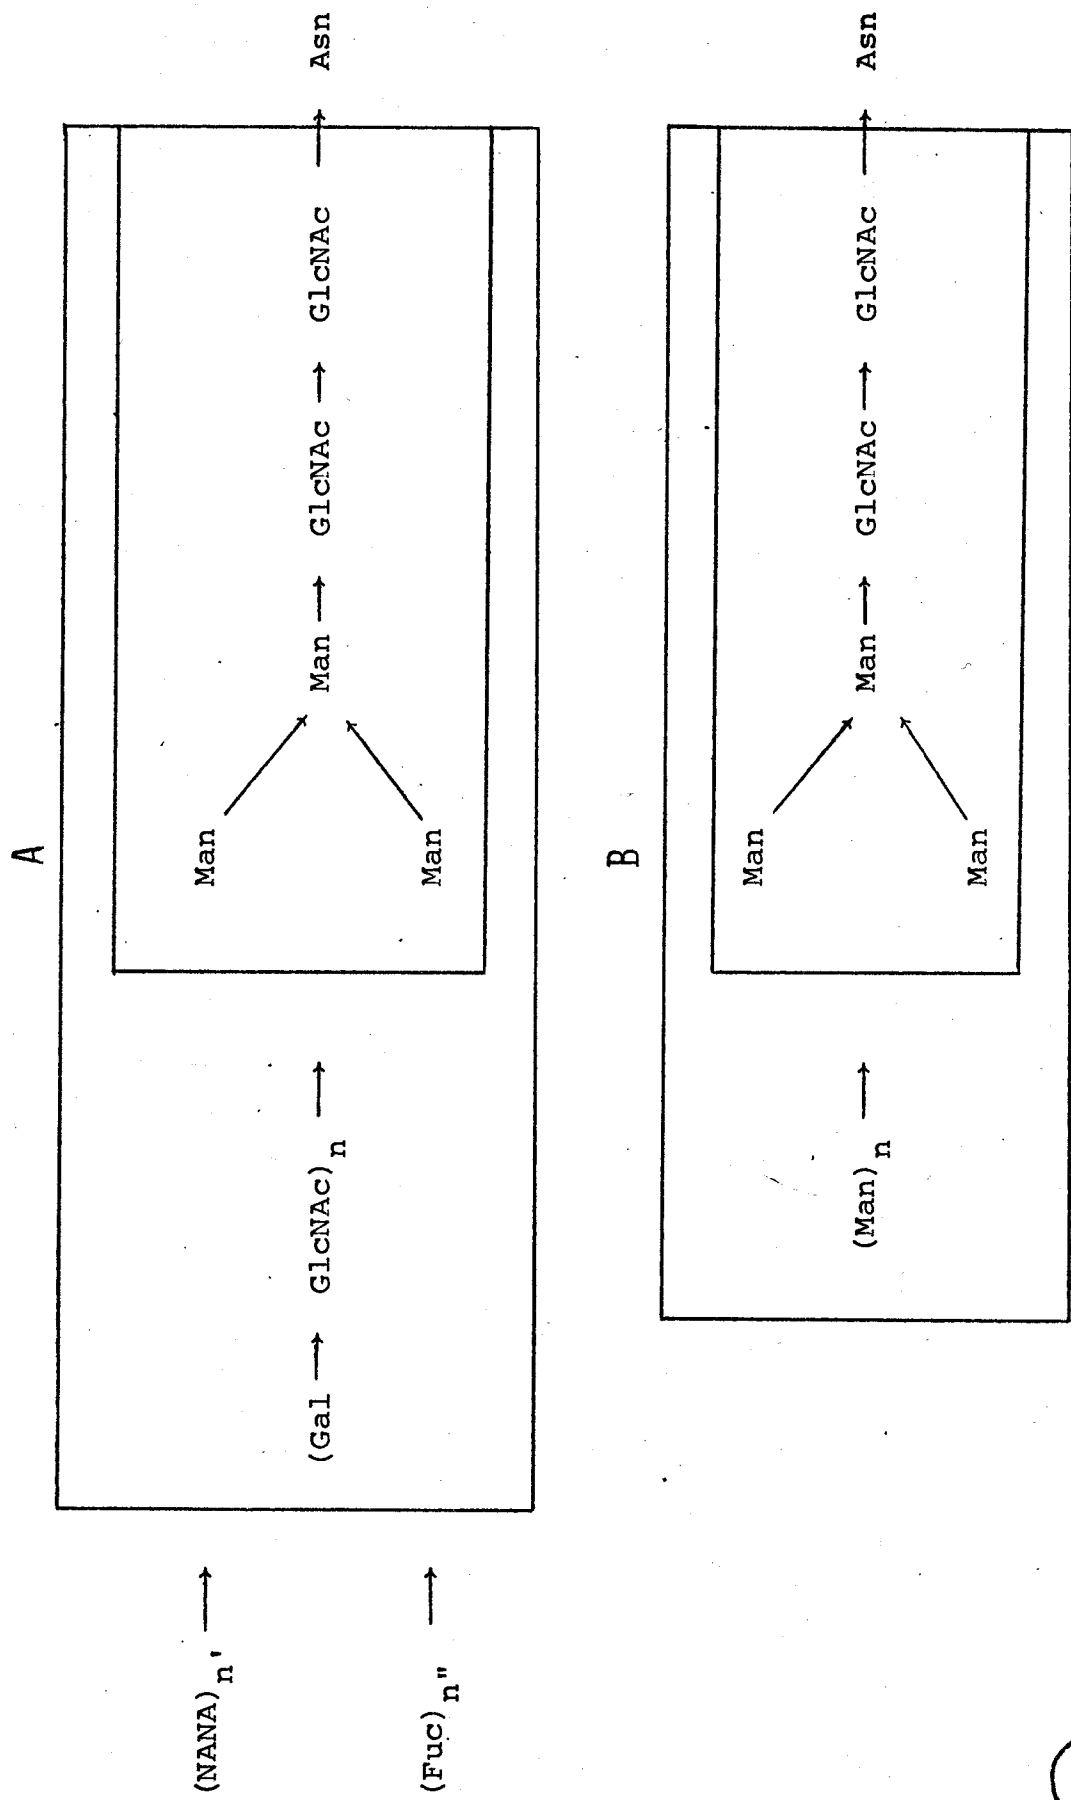 A
(NANA)n' → Man
(Gal → GlcNAc)n → Man → GlcNAc → GlcNAc → Asn
(Fuc)n" → Man
B
Man
(Man)n → Man → GlcNAc → GlcNAc → Asn
Man